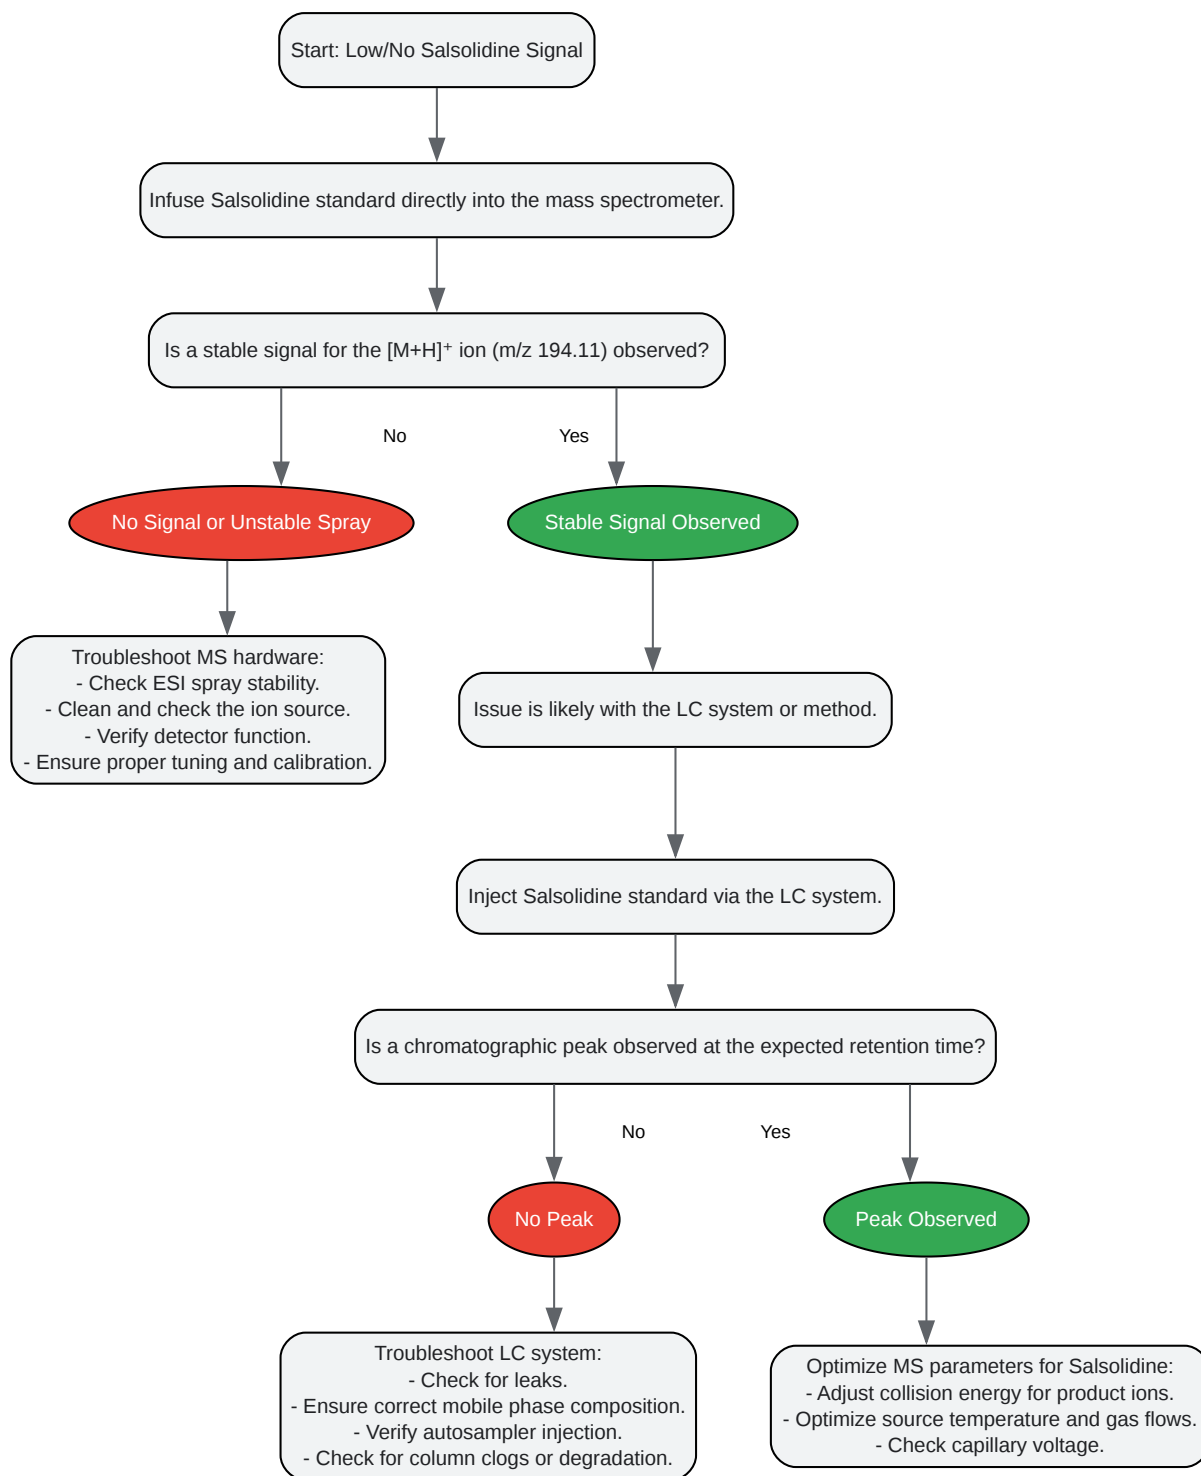 Start: Low/No Salsolidine Signal
Infuse Salsolidine standard directly into the mass spectrometer.
Is a stable signal for the [M+H]⁺ ion (m/z 194.11) observed?
No
Yes
No Signal or Unstable Spray
Stable Signal Observed
Troubleshoot MS hardware:
- Check ESI spray stability.
- Clean and check the ion source.
- Verify detector function.
- Ensure proper tuning and calibration.
Issue is likely with the LC system or method.
Inject Salsolidine standard via the LC system.
Is a chromatographic peak observed at the expected retention time?
No
Yes
No Peak
Peak Observed
Troubleshoot LC system:
- Check for leaks.
- Ensure correct mobile phase composition.
- Verify autosampler injection.
- Check for column clogs or degradation.
Optimize MS parameters for Salsolidine:
- Adjust collision energy for product ions.
- Optimize source temperature and gas flows.
- Check capillary voltage.